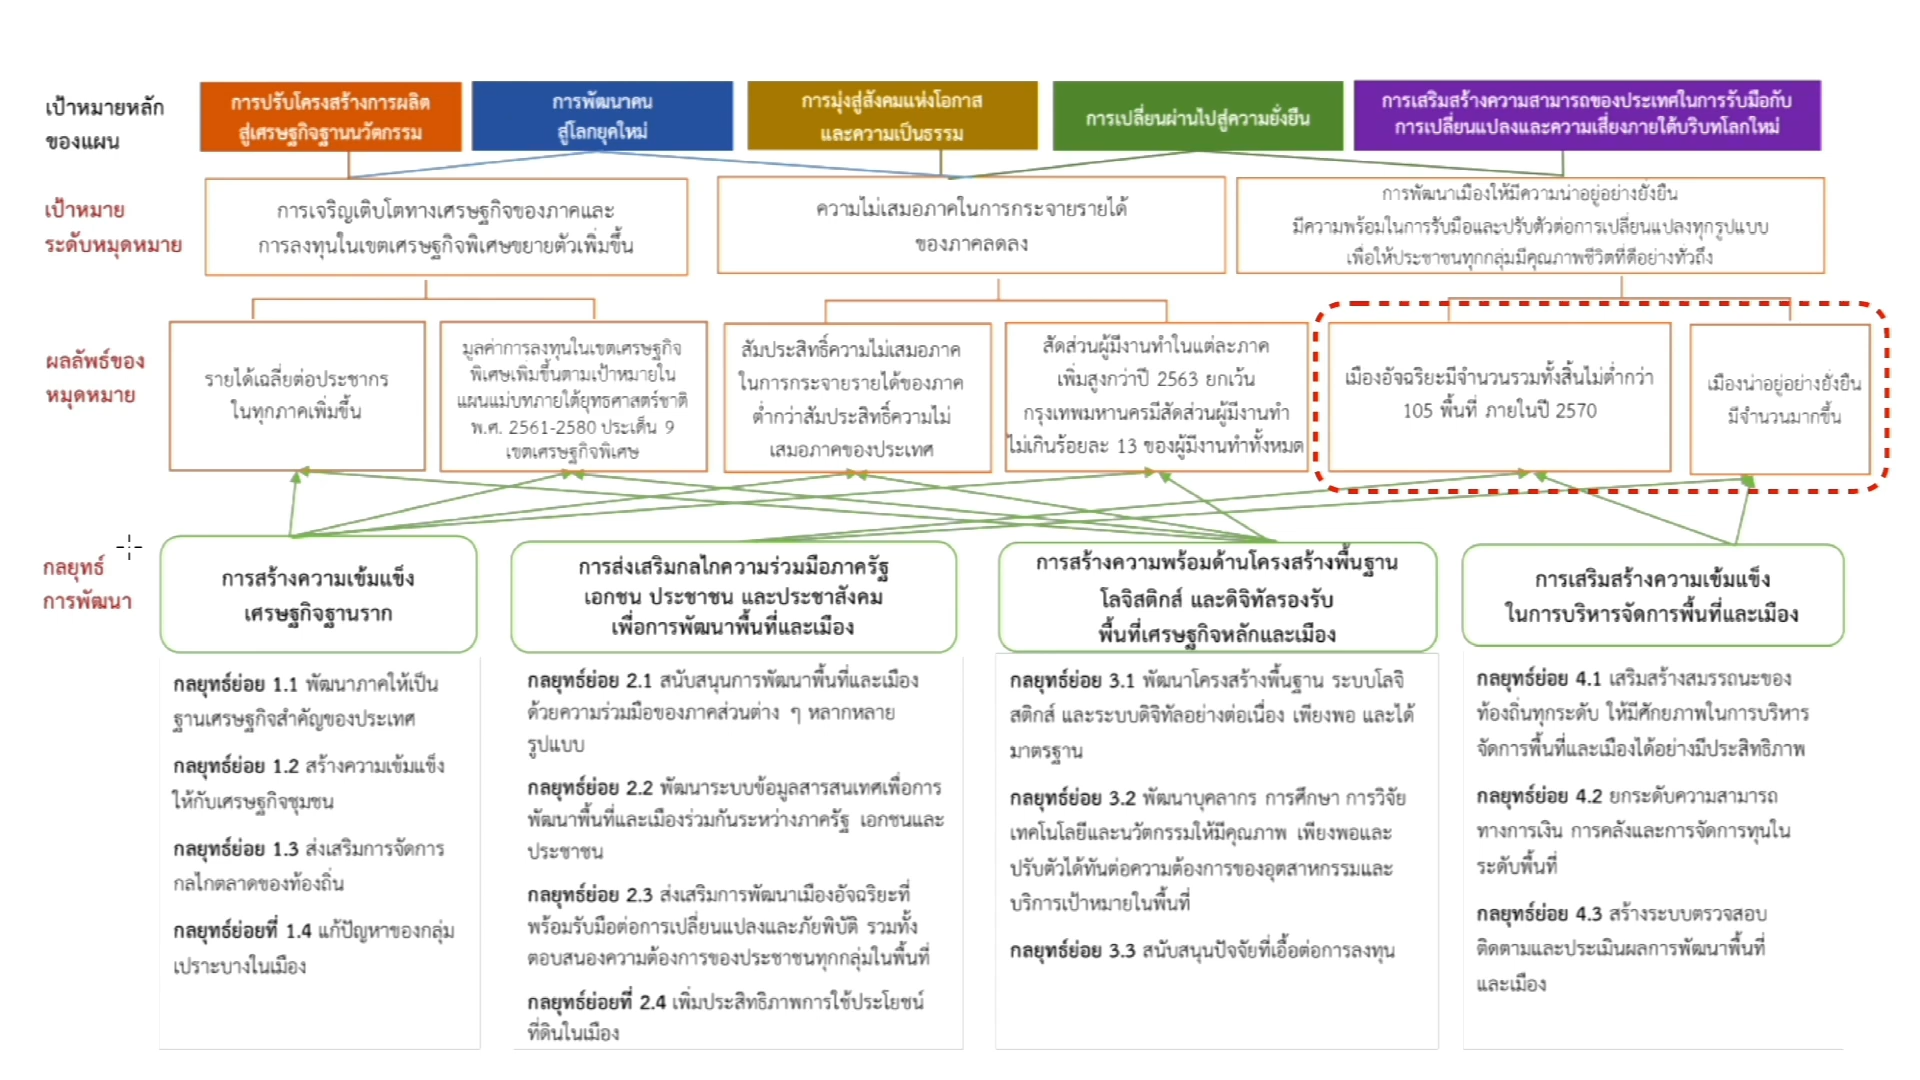 เป้าหมายหลัก
ของแผน
การปรับโครงสร้างการผลิต
สู่เศรษฐกิจฐานนวัตกรรม
การพัฒนาคน
สู่โลกยุคใหม่
การมุ่งสู่สังคมแห่งโอกาส
และความเป็นธรรม
การเปลี่ยนผ่านไปสู่ความยั่งยืน
การเสริมสร้างความสามารถของประเทศในการรับมือกับ
การเปลี่ยนแปลงและความเสี่ยงภายใต้บริบทโลกใหม่
เป้าหมาย
ระดับหมุดหมาย
การเจริญเติบโตทางเศรษฐกิจของภาคและ
การลงทุนในเขตเศรษฐกิจพิเศษขยายตัวเพิ่มขึ้น
ความไม่เสมอภาคในการกระจายรายได้
ของภาคลดลง
การพัฒนาเมืองให้มีความน่าอยู่อย่างยั่งยืน
มีความพร้อมในการรับมือและปรับตัวต่อการเปลี่ยนแปลงทุกรูปแบบ
เพื่อให้ประชาชนทุกกลุ่มมีคุณภาพชีวิตที่ดีอย่างทั่วถึง
ผลลัพธ์ของ
หมุดหมาย
รายได้เฉลี่ยต่อประชากร
ในทุกภาคเพิ่มขึ้น
มูลค่าการลงทุนในเขตเศรษฐกิจ
พิเศษเพิ่มขึ้นตามเป้าหมายใน
แผนแม่บทภายใต้ยุทธศาสตร์ชาติ
พ.ศ. 2561-2580 ประเด็น 9
เขตเศรษฐกิจพิเศษ
สัมประสิทธิ์ความไม่เสมอภาค
ในการกระจายรายได้ของภาค
ต่ำกว่าสัมประสิทธิ์ความไม่
เสมอภาคของประเทศ
สัดส่วนผู้มีงานทำในแต่ละภาค
เพิ่มสูงกว่าปี 2563 ยกเว้น
กรุงเทพมหานครมีสัดส่วนผู้มีงานทำ
ไม่เกินร้อยละ 13 ของผู้มีงานทำทั้งหมด
เมืองอัจฉริยะมีจำนวนรวมทั้งสิ้นไม่ต่ำกว่า
105 พื้นที่ ภายในปี 2570
เมืองน่าอยู่อย่างยั่งยืน
มีจำนวนมากขึ้น
กลยุทธ์
การพัฒนา
การสร้างความเข้มแข็ง
เศรษฐกิจฐานราก
การส่งเสริมกลไกความร่วมมือภาครัฐ
เอกชน ประชาชน และประชาสังคม
เพื่อการพัฒนาพื้นที่และเมือง
การสร้างความพร้อมด้านโครงสร้างพื้นฐาน
โลจิสติกส์ และดิจิทัลรองรับ
พื้นที่เศรษฐกิจหลักและเมือง
การเสริมสร้างความเข้มแข็ง
ในการบริหารจัดการพื้นที่และเมือง
กลยุทธ์ย่อย 1.1 พัฒนาภาคให้เป็น
ฐานเศรษฐกิจสำคัญของประเทศ
กลยุทธ์ย่อย 1.2 สร้างความเข้มแข็ง
ให้กับเศรษฐกิจชุมชน
กลยุทธ์ย่อย 1.3 ส่งเสริมการจัดการ
กลไกตลาดของท้องถิ่น
กลยุทธ์ย่อยที่ 1.4 แก้ปัญหาของกลุ่ม
เปราะบางในเมือง
กลยุทธ์ย่อย 2.1 สนับสนุนการพัฒนาพื้นที่และเมือง
ด้วยความร่วมมือของภาคส่วนต่าง ๆ หลากหลาย
รูปแบบ
กลยุทธ์ย่อย 2.2 พัฒนาระบบข้อมูลสารสนเทศเพื่อการ
พัฒนาพื้นที่และเมืองร่วมกันระหว่างภาครัฐ เอกชนและ
ประชาชน
กลยุทธ์ย่อย 2.3 ส่งเสริมการพัฒนาเมืองอัจฉริยะที่
พร้อมรับมือต่อการเปลี่ยนแปลงและภัยพิบัติ รวมทั้ง
ตอบสนองความต้องการของประชาชนทุกกลุ่มในพื้นที่
กลยุทธ์ย่อยที่ 2.4 เพิ่มประสิทธิภาพการใช้ประโยชน์
ที่ดินในเมือง
กลยุทธ์ย่อย 3.1 พัฒนาโครงสร้างพื้นฐาน ระบบโลจิ
สติกส์ และระบบดิจิทัลอย่างต่อเนื่อง เพียงพอ และได้
มาตรฐาน
กลยุทธ์ย่อย 3.2 พัฒนาบุคลากร การศึกษา การวิจัย
เทคโนโลยีและนวัตกรรมให้มีคุณภาพ เพียงพอและ
ปรับตัวได้ทันต่อความต้องการของอุตสาหกรรมและ
บริการเป้าหมายในพื้นที่
กลยุทธ์ย่อย 3.3 สนับสนุนปัจจัยที่เอื้อต่อการลงทุน
กลยุทธ์ย่อย 4.1 เสริมสร้างสมรรถนะของ
ท้องถิ่นทุกระดับ ให้มีศักยภาพในการบริหาร
จัดการพื้นที่และเมืองได้อย่างมีประสิทธิภาพ
กลยุทธ์ย่อย 4.2 ยกระดับความสามารถ
ทางการเงิน การคลังและการจัดการทุนใน
ระดับพื้นที่
กลยุทธ์ย่อย 4.3 สร้างระบบตรวจสอบ
ติดตามและประเมินผลการพัฒนาพื้นที่
และเมือง